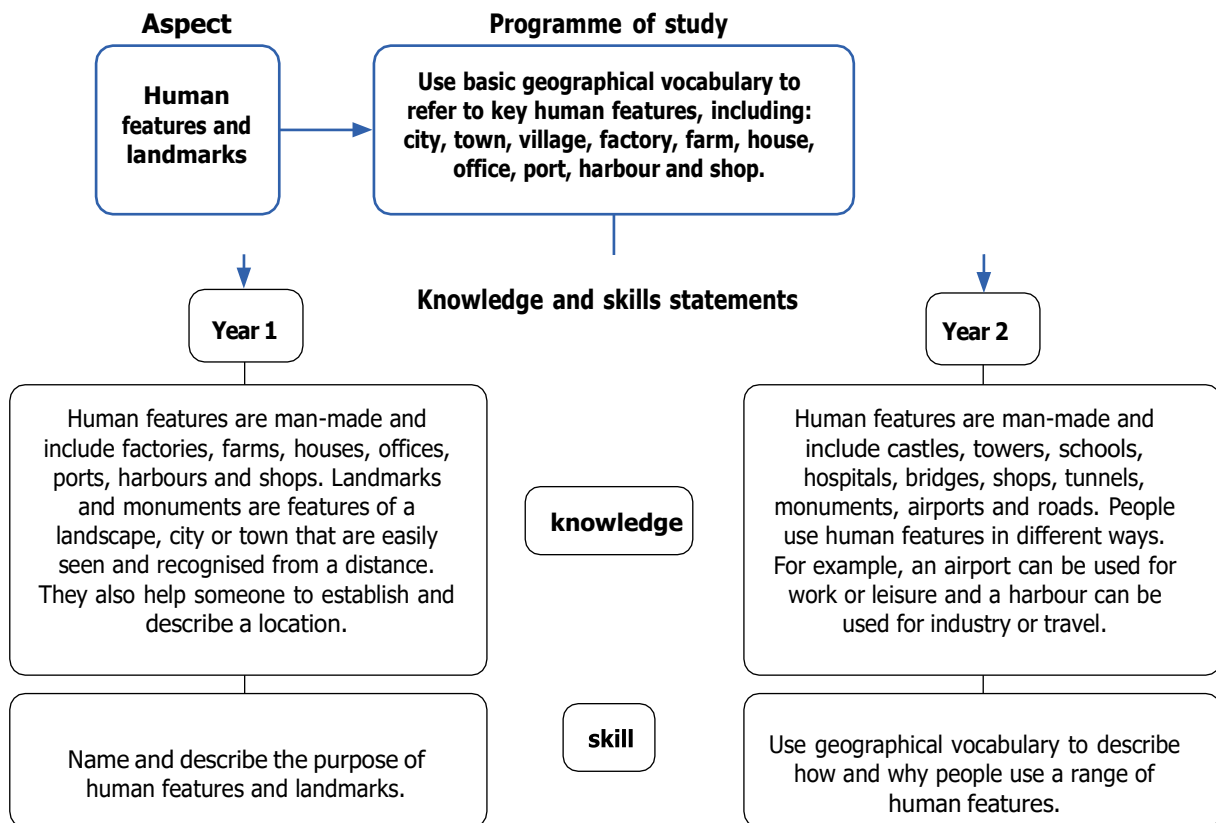 Aspect
Programme of study
Human
features and
landmarks
Use basic geographical vocabulary to
refer to key human features, including:
city, town, village, factory, farm, house,
office, port, harbour and shop.
Knowledge and skills statements
Year 1
Year 2
Human features are man-made and
include factories, farms, houses, offices,
ports, harbours and shops. Landmarks
and monuments are features of a
landscape, city or town that are easily
seen and recognised from a distance.
They also help someone to establish and
describe a location.
knowledge
Human features are man-made and
include castles, towers, schools,
hospitals, bridges, shops, tunnels,
monuments, airports and roads. People
use human features in different ways.
For example, an airport can be used for
work or leisure and a harbour can be
used for industry or travel.
Name and describe the purpose of
human features and landmarks.
skill
Use geographical vocabulary to describe
how and why people use a range of
human features.